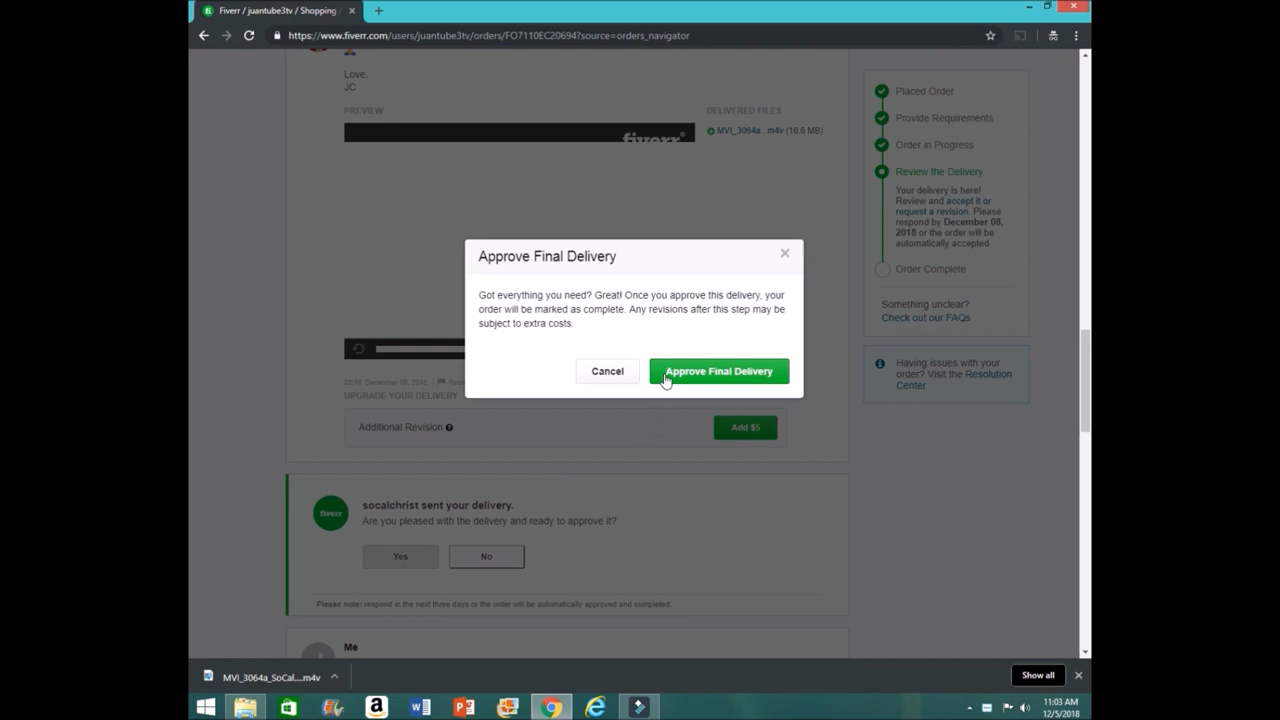 Fiverr / juantube3tv / Shopping
https://www.fiverr.com/users/juantube3tv/orders/FO7110EC20694?source=orders_navigator
Love,
JC
PREVIEW
DELIVERED FILES
fiverr
MVI_3064a...m4v (16.6 MB)
Placed Order
Provide Requirements
Order in Progress
Review the Delivery
Your delivery is here!
Review and accept it or
request a revision. Please
respond by December 08,
2018 or the order will be
automatically accepted.
Order Complete
Something unclear?
Check out our FAQs
Having issues with your
order? Visit the Resolution
Center
Approve Final Delivery
Got everything you need? Great! Once you approve this delivery, your
order will be marked as complete. Any revisions after this step may be
subject to extra costs.
Cancel
Approve Final Delivery
UPGRADE YOUR DELIVERY
Additional Revision
Add $5
fiverr
socalchrist sent your delivery.
Are you pleased with the delivery and ready to approve it?
Yes
No
Please note: respond in the next three days or the order will be automatically approved and completed.
Me
MVI_3064a_SoCal....m4v
Show all
11:03 AM
12/5/2018